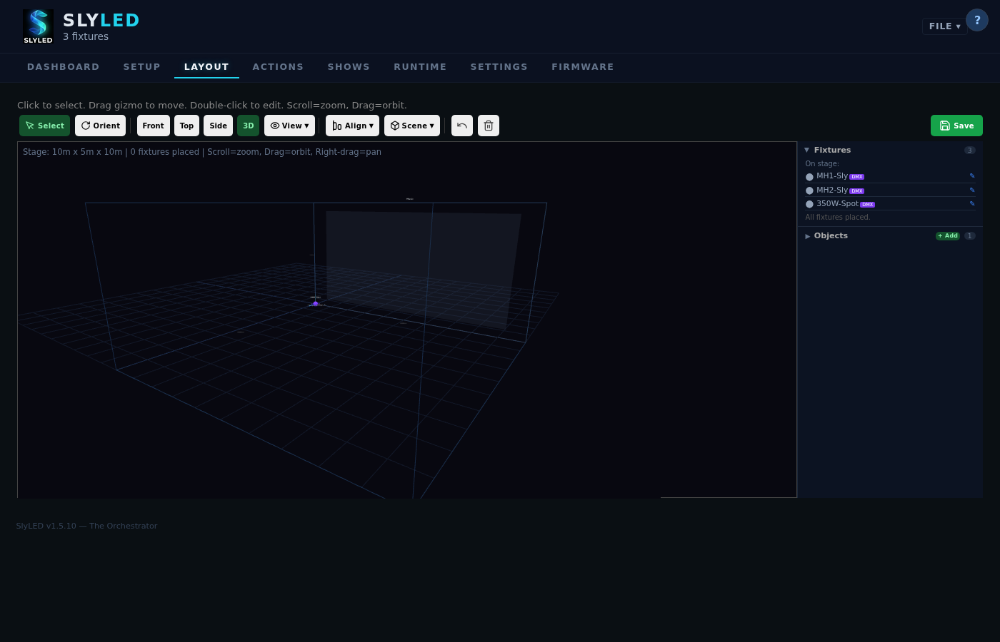 SLYLED
SLYLED
3 fixtures
FILE ▾
?
DASHBOARD
SETUP
LAYOUT
ACTIONS
SHOWS
RUNTIME
SETTINGS
FIRMWARE
Click to select. Drag gizmo to move. Double-click to edit. Scroll=zoom, Drag=orbit.
Select
Orient
Front
Top
Side
3D
View ▾
Align ▾
Scene ▾
Save
Stage: 10m x 5m x 10m | 0 fixtures placed | Scroll=zoom, Drag=orbit, Right-drag=pan
▼ Fixtures 3
On stage:
MH1-Sly DMX
MH2-Sly DMX
350W-Spot DMX
All fixtures placed.
▶ Objects + Add 1
SlyLED v1.5.10 — The Orchestrator